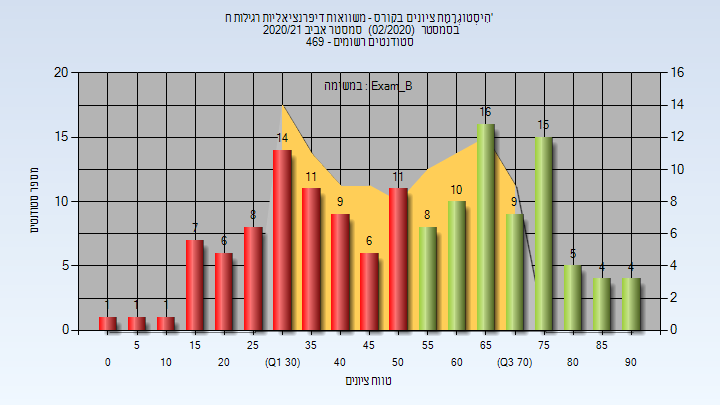 הִיסְטוֹגְרָמַת ציונים בקורס - משוואות דיפרנציאליות רגילות ח'
בסמסטר (02/2020) סמסטר אביב 2020/21
סטודנטים רשומים - 469
במשימה : Exam_B
20 16
15 14
10 12
5 10
0 8
6
4
2
0
מספר סטודנטים
1 1 1 7 6 8 14 11 9 6 11 8 10 16 9 15 5 4 4
5 15 25 35 45 55 65 75 85
0 10 20 (Q1 30) 40 50 60 (Q3 70) 80 90
טווח ציונים